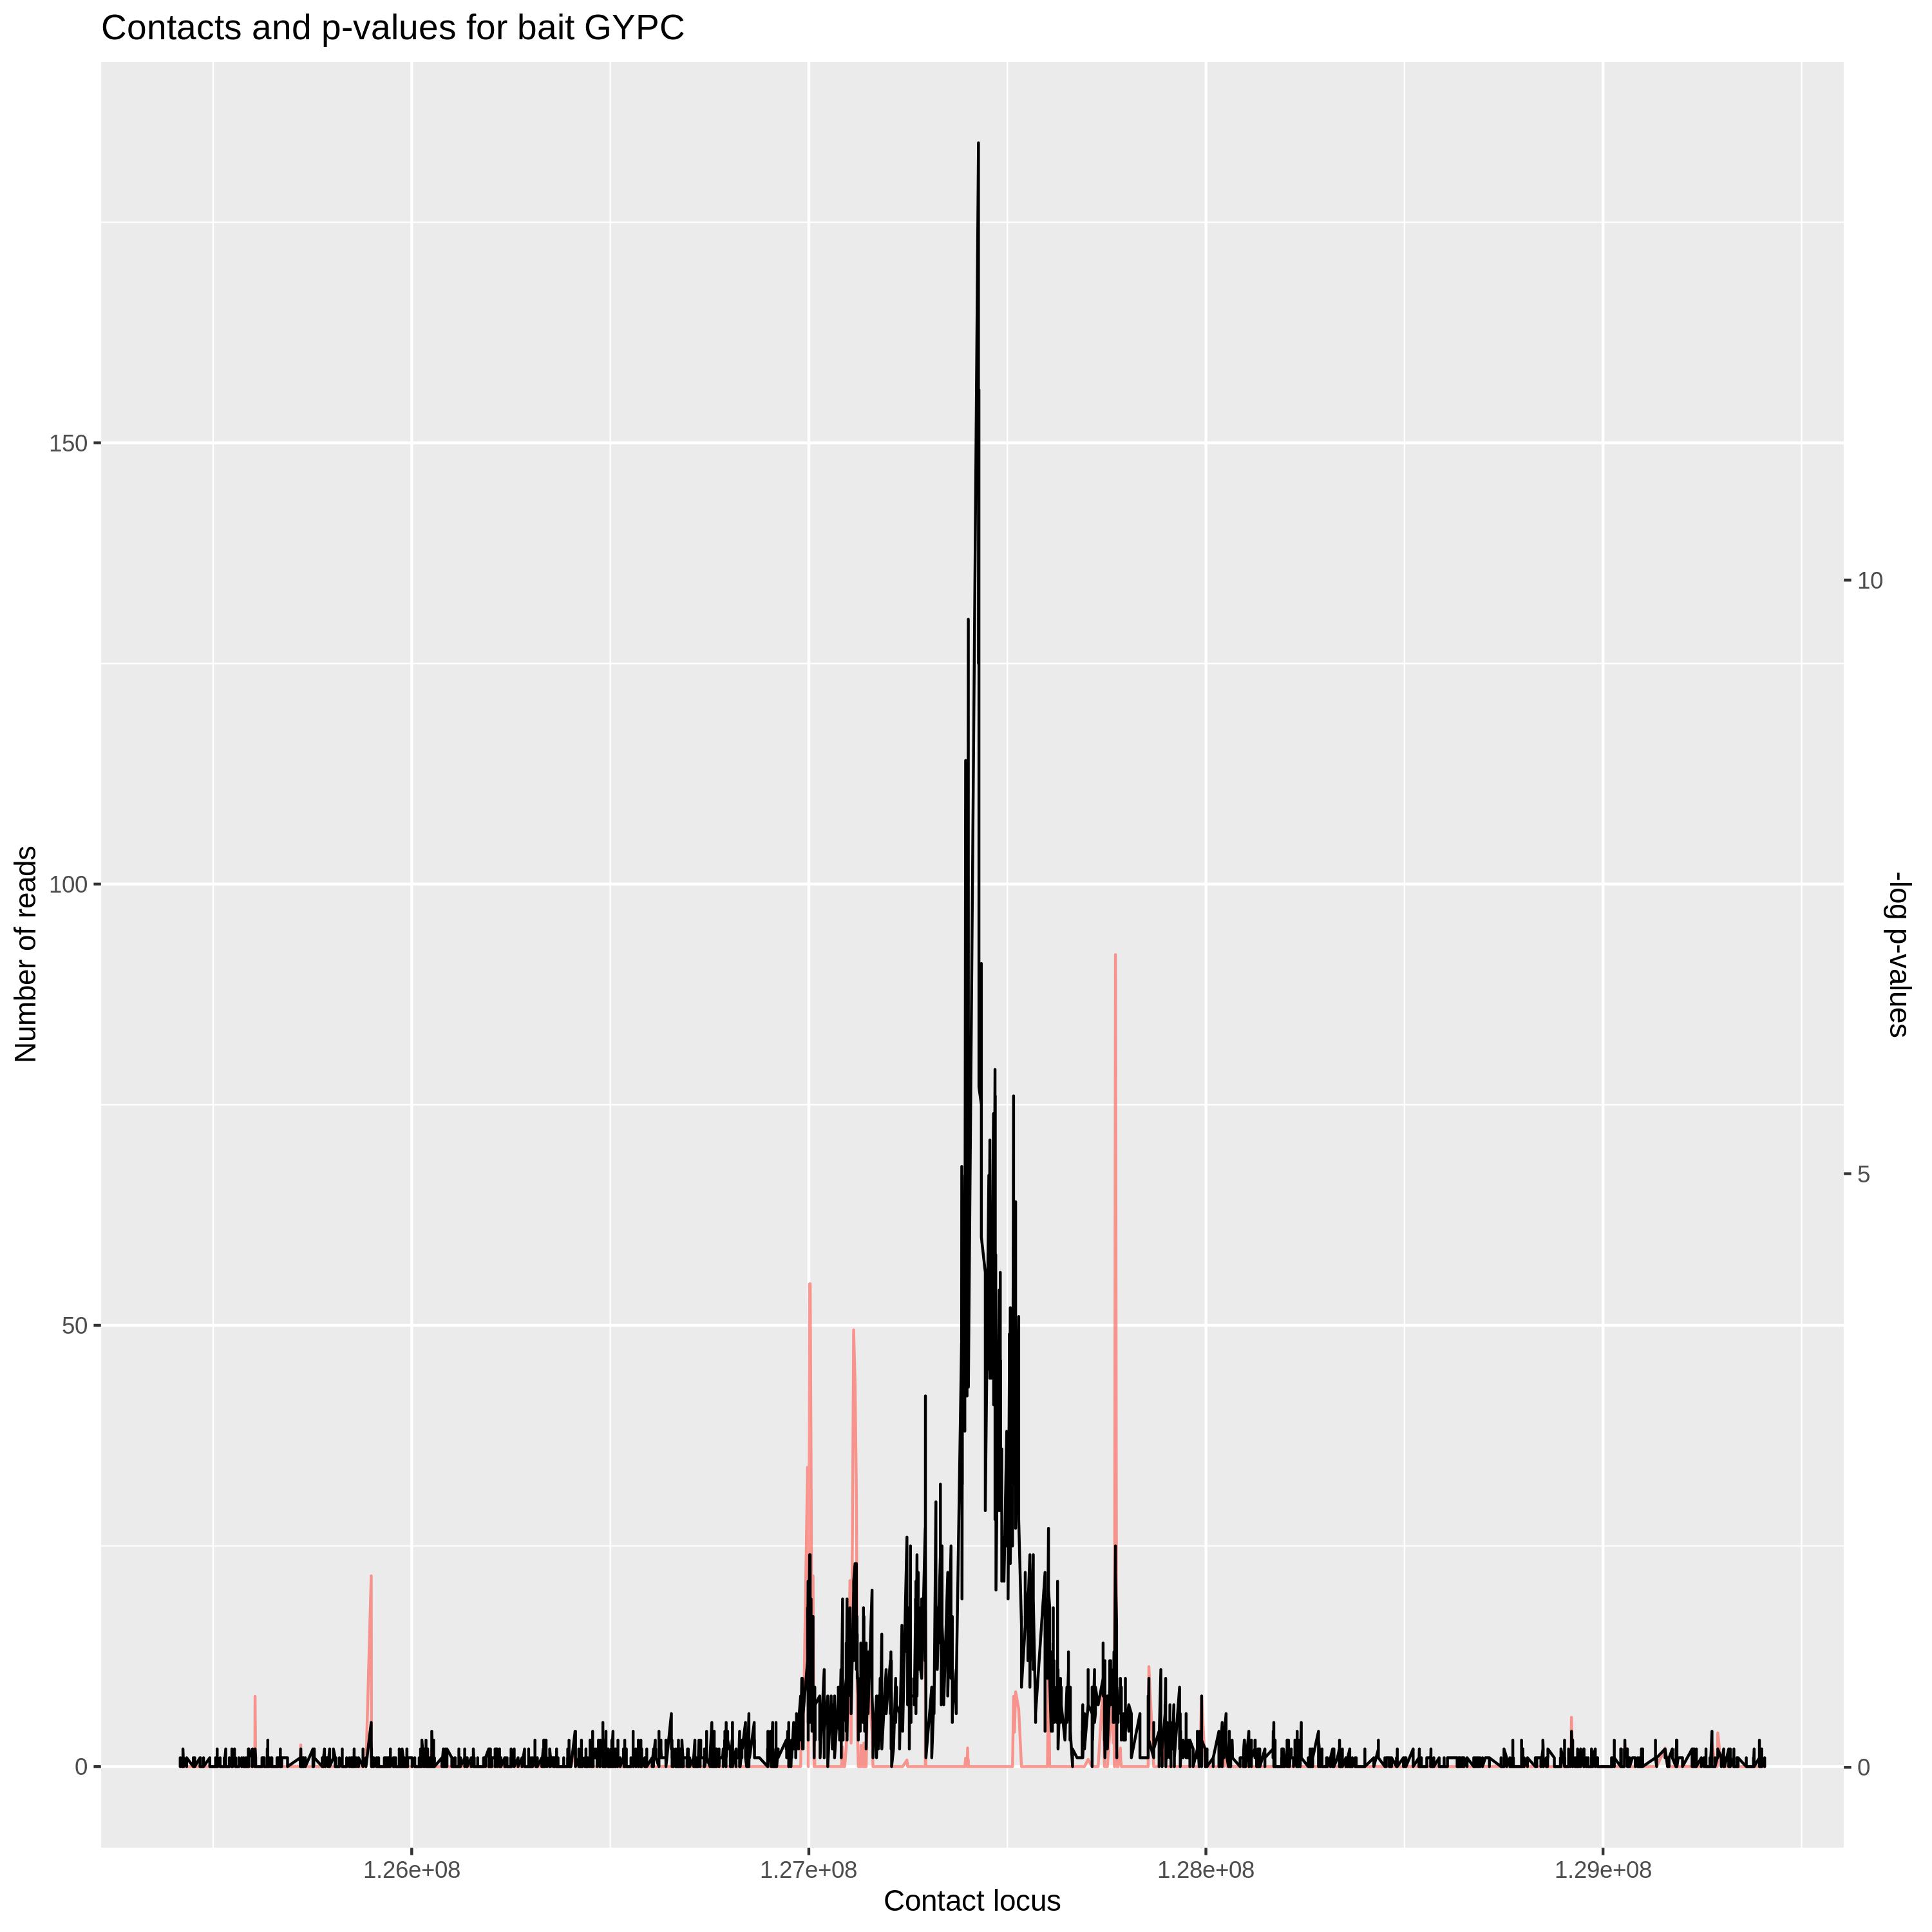 Contacts and p-values for bait GYPC
150
100
50
0
Number of reads
10
5
0
-log p-values
1.26e+08
1.27e+08
1.28e+08
1.29e+08
Contact locus